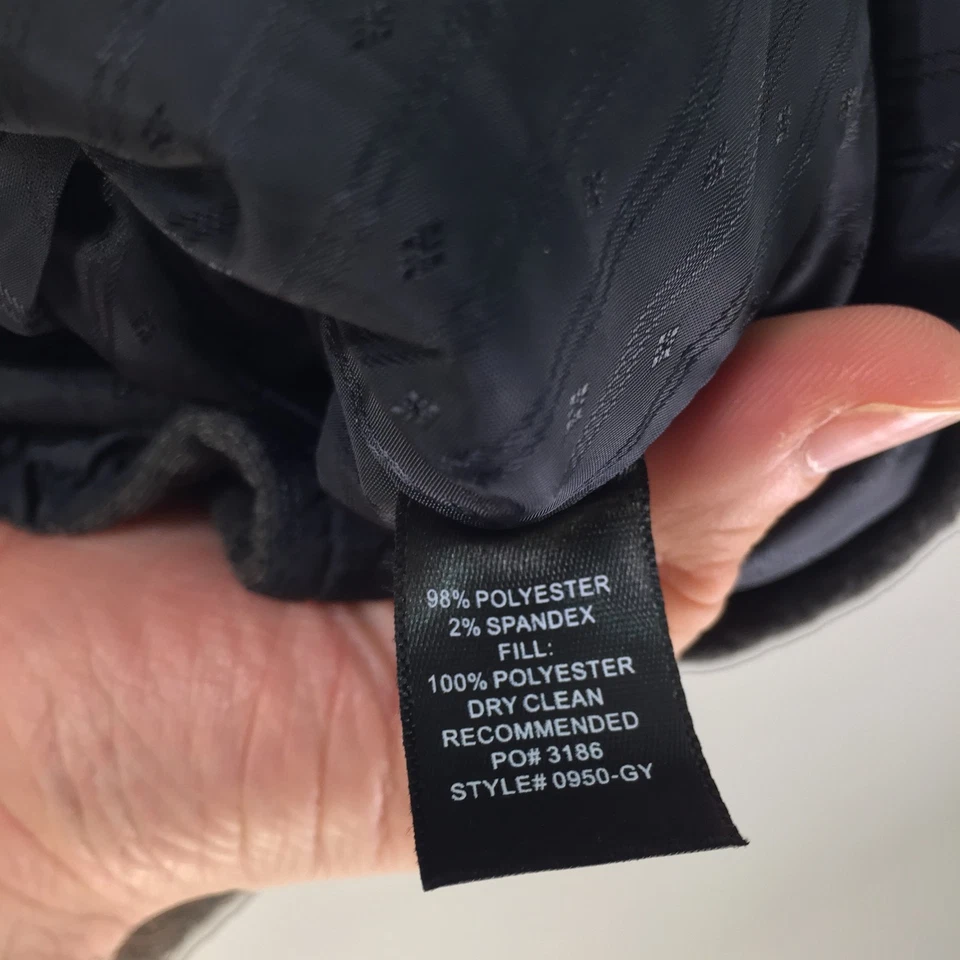 98% POLYESTER
2% SPANDEX
FILL:
100% POLYESTER
DRY CLEAN
RECOMMENDED
PO# 3186
STYLE# 0950-GY